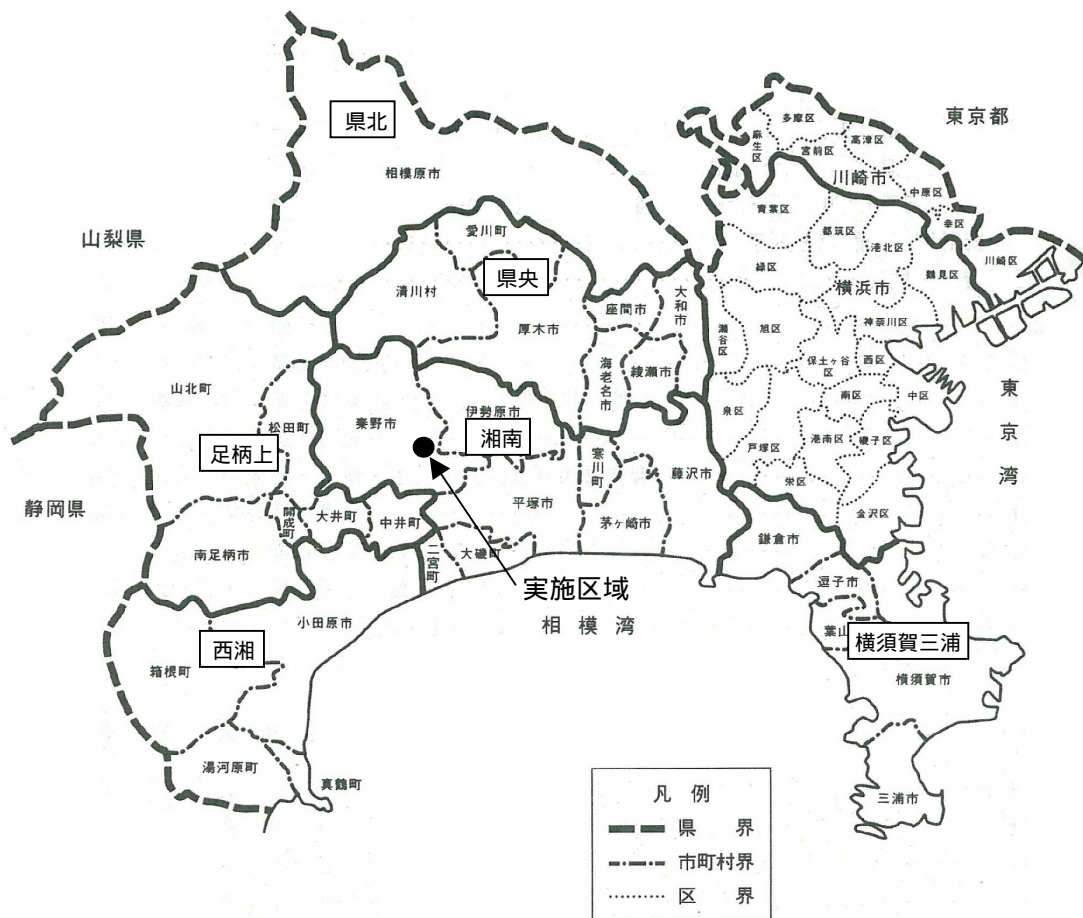 県北
相模原市
東京都
山梨県
静岡県
多摩区
麻生区
宮前区
高津区
川崎市
中原区
幸区
川崎区
青葉区
都筑区
港北区
鶴見区
緑区
横浜市
神奈川区
瀬谷区
旭区
保土ヶ谷区
西区
中区
南区
泉区
戸塚区
港南区
磯子区
栄区
金沢区
東京湾
愛川町
県央
清川村
厚木市
座間市
大和市
海老名市
綾瀬市
山北町
松田町
足柄上
秦野市
伊勢原市
湘南
寒川町
藤沢市
開成町
大井町
中井町
平塚市
茅ヶ崎市
南足柄市
二宮町
大磯町
実施区域
相模湾
鎌倉市
逗子市
葉山
横須賀三浦
横須賀市
三浦市
小田原市
西湘
箱根町
湯河原町
真鶴町
凡 例
県 界
市町村界
区 界